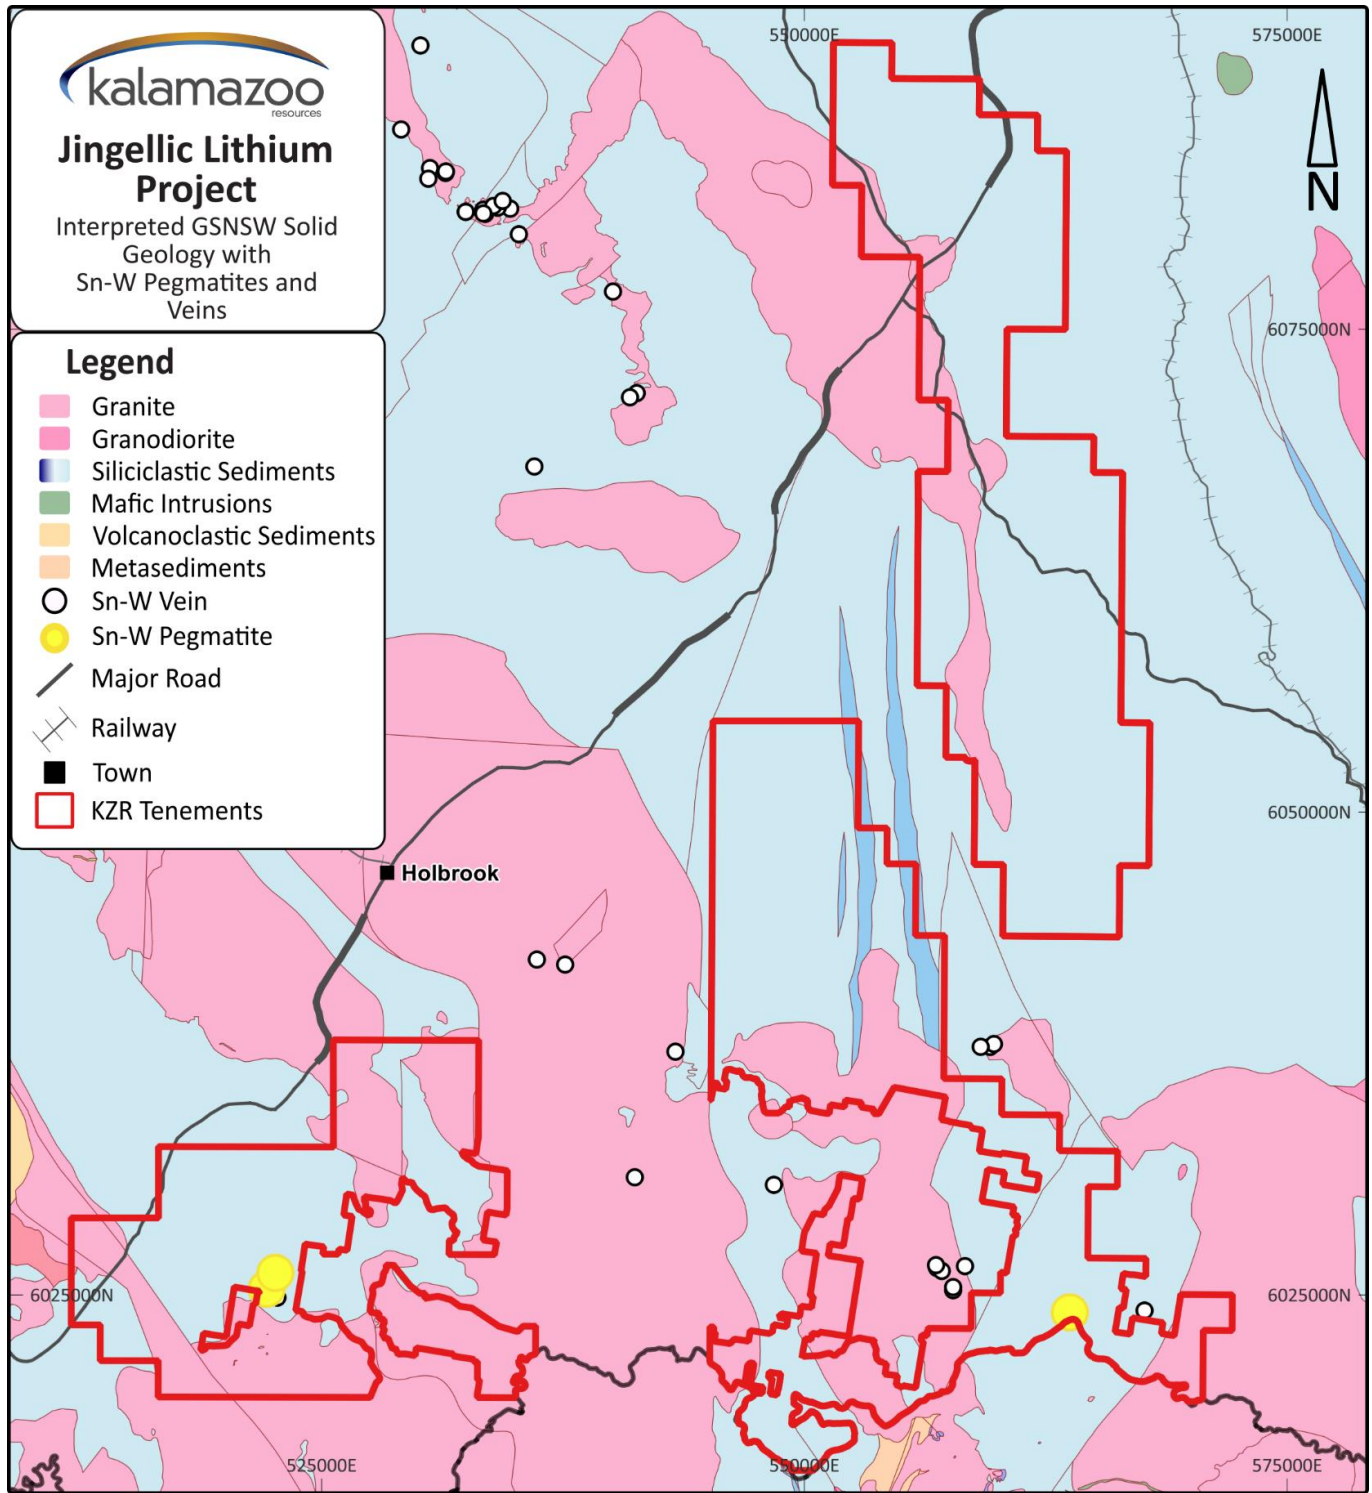 kalamazoo
resources
Jingellic Lithium
Project
Interpreted GSNSW Solid
Geology with
Sn-W Pegmatites and
Veins
Legend
Granite
Granodiorite
Siliciclastic Sediments
Mafic Intrusions
Volcanoclastic Sediments
Metasediments
Sn-W Vein
Sn-W Pegmatite
Major Road
Railway
Town
KZR Tenements
550000E
575000E
N
6075000N
6050000N
Holbrook
6025000N
6025000N
525000E
550000E
575000E